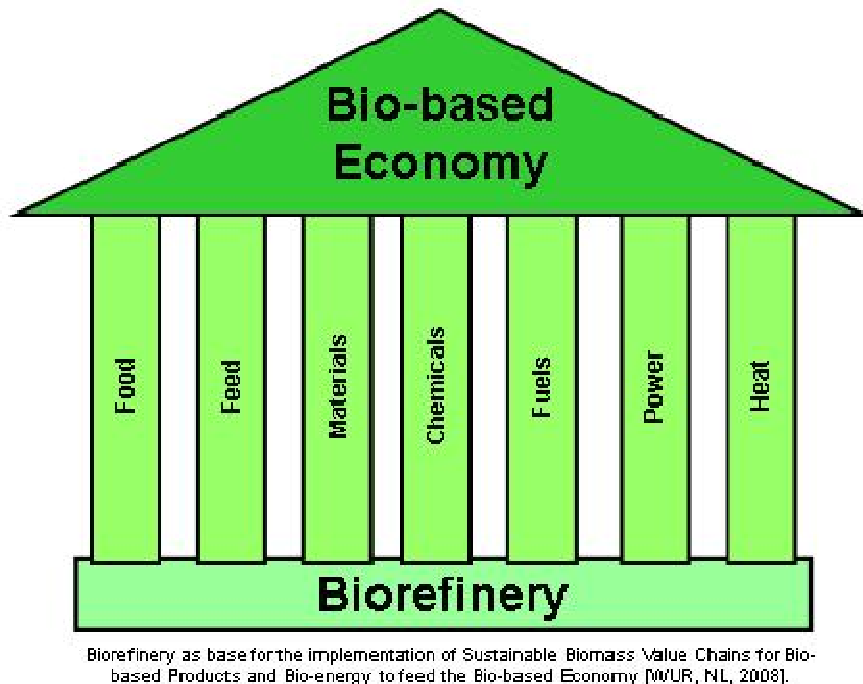 Bio-based
Economy
Food
Feed
Materials
Chemicals
Fuels
Power
Heat
Biorefinery
Biorefinery as base for the implementation of Sustainable Biomass Value Chains for Bio-
based Products and Bio-energy to feed the Bio-based Economy [WUR, NL, 2008].